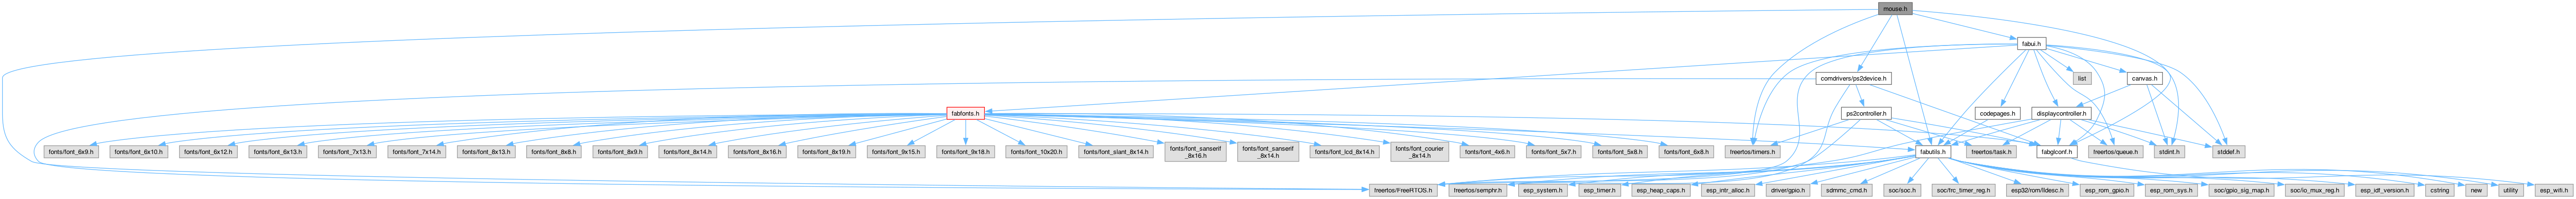 mouse.h
fabui.h
comdrivers/ps2device.h
list
canvas.h
fabfonts.h
ps2controller.h
codepages.h
displaycontroller.h
fonts/font_6x9.h
fonts/font_6x10.h
fonts/font_6x12.h
fonts/font_6x13.h
fonts/font_7x13.h
fonts/font_7x14.h
fonts/font_8x13.h
fonts/font_8x8.h
fonts/font_8x9.h
fonts/font_8x14.h
fonts/font_8x16.h
fonts/font_8x19.h
fonts/font_9x15.h
fonts/font_9x18.h
fonts/font_10x20.h
fonts/font_slant_8x14.h
fonts/font_sanserif
_8x16.h
fonts/font_sanserif
_8x14.h
fonts/font_lcd_8x14.h
fonts/font_courier
_8x14.h
fonts/font_4x6.h
fonts/font_5x7.h
fonts/font_5x8.h
fonts/font_6x8.h
freertos/timers.h
fabutils.h
freertos/task.h
fabglconf.h
freertos/queue.h
stdint.h
stddef.h
freertos/FreeRTOS.h
freertos/semphr.h
esp_system.h
esp_timer.h
esp_heap_caps.h
esp_intr_alloc.h
driver/gpio.h
sdmmc_cmd.h
soc/soc.h
soc/frc_timer_reg.h
esp32/rom/lldesc.h
esp_rom_gpio.h
esp_rom_sys.h
soc/gpio_sig_map.h
soc/io_mux_reg.h
esp_idf_version.h
cstring
new
utility
esp_wifi.h